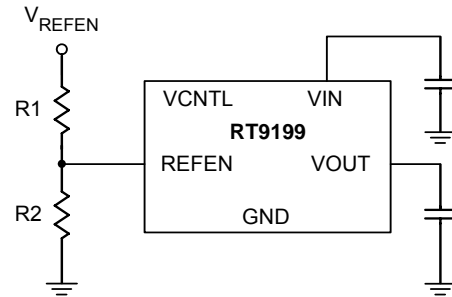 VREFEN
R1
VCNTL VIN
RT9199
REFEN VOUT
R2
GND